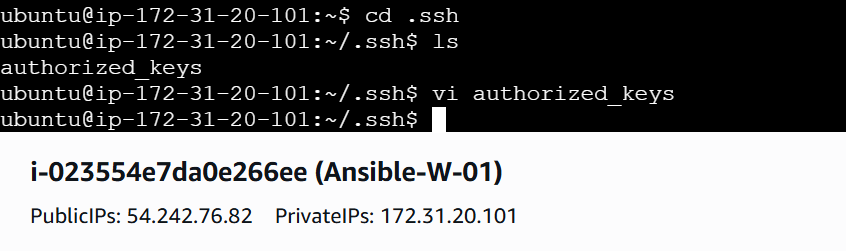 ubuntu@ip-172-31-20-101:~$ cd .ssh
ubuntu@ip-172-31-20-101:~/.ssh$ ls
authorized_keys
ubuntu@ip-172-31-20-101:~/.ssh$ vi authorized_keys
ubuntu@ip-172-31-20-101:~/.ssh$
i-023554e7da0e266ee (Ansible-W-01)
PublicIPs: 54.242.76.82 PrivateIPs: 172.31.20.101